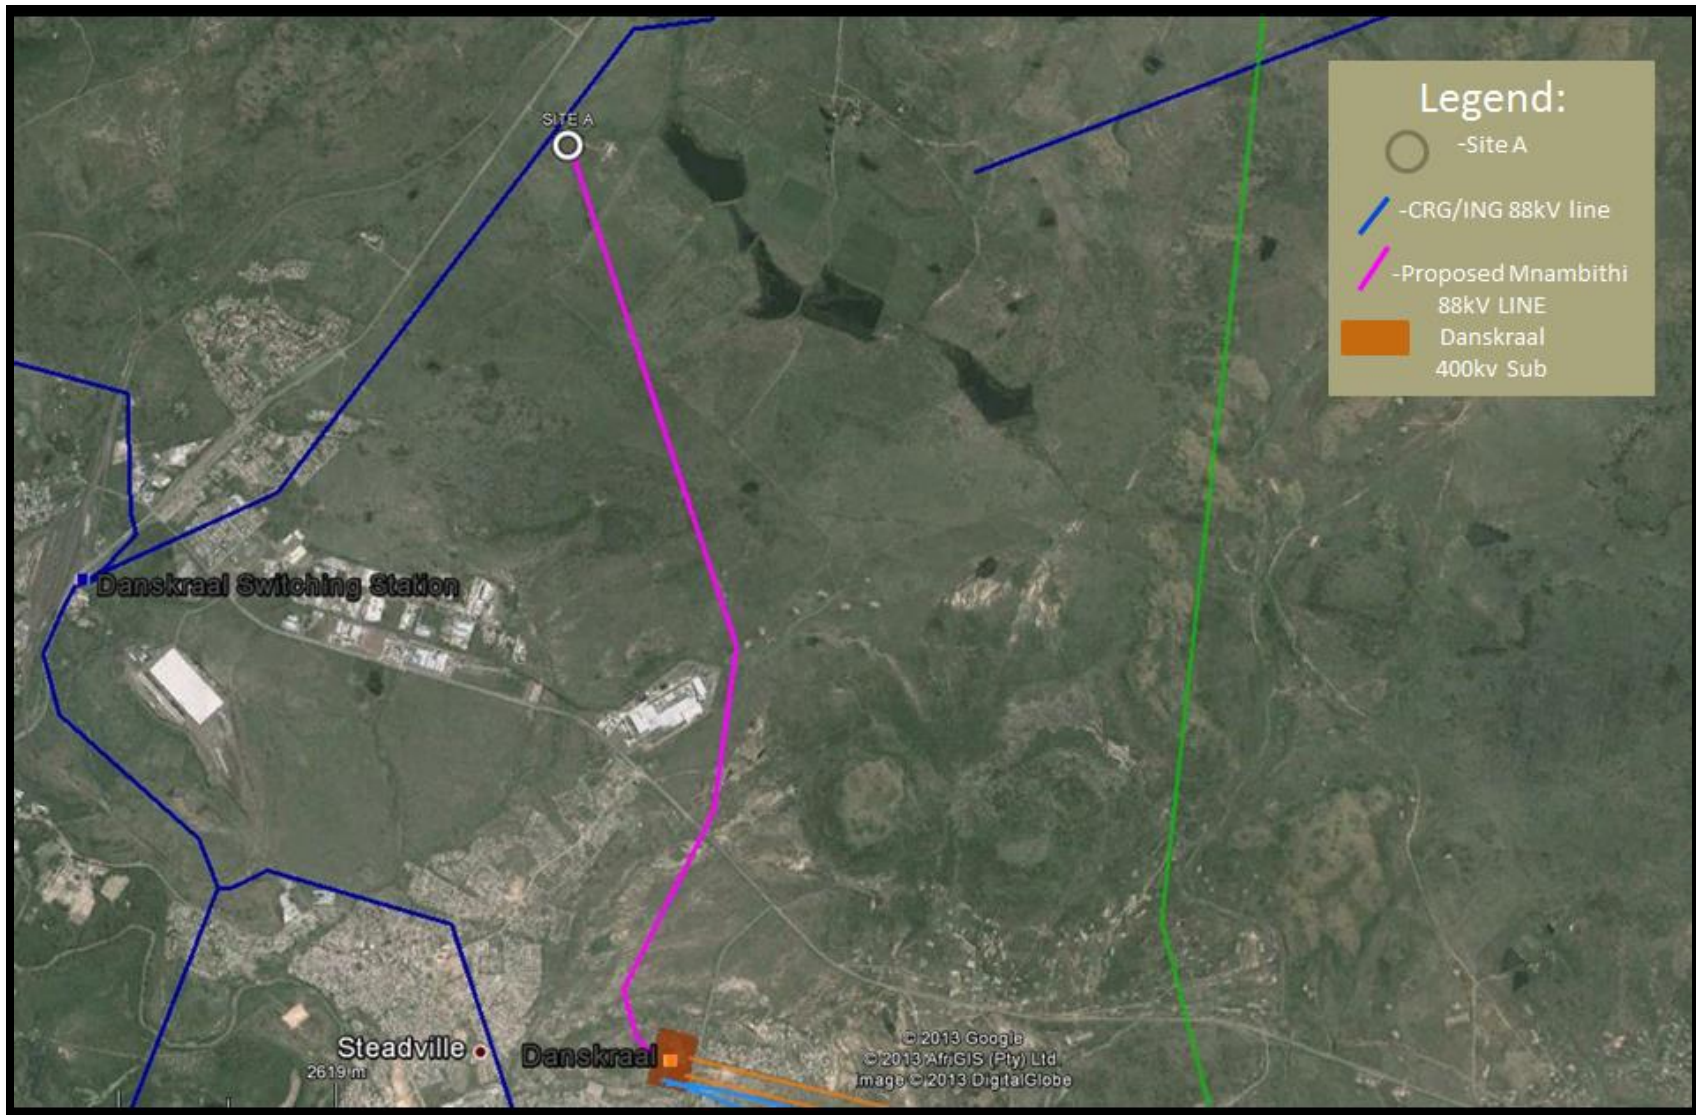 SITE A
Legend:
-Site A
-CRG/ING 88kV line
-Proposed Mnambithi
88kV LINE
Danskraal
400kv Sub
Danskraal Switching Station
Steadville
2619 m
Danskraal
© 2013 Google
© 2013 AfriGIS (Pty) Ltd.
Image © 2013 DigitalGlobe